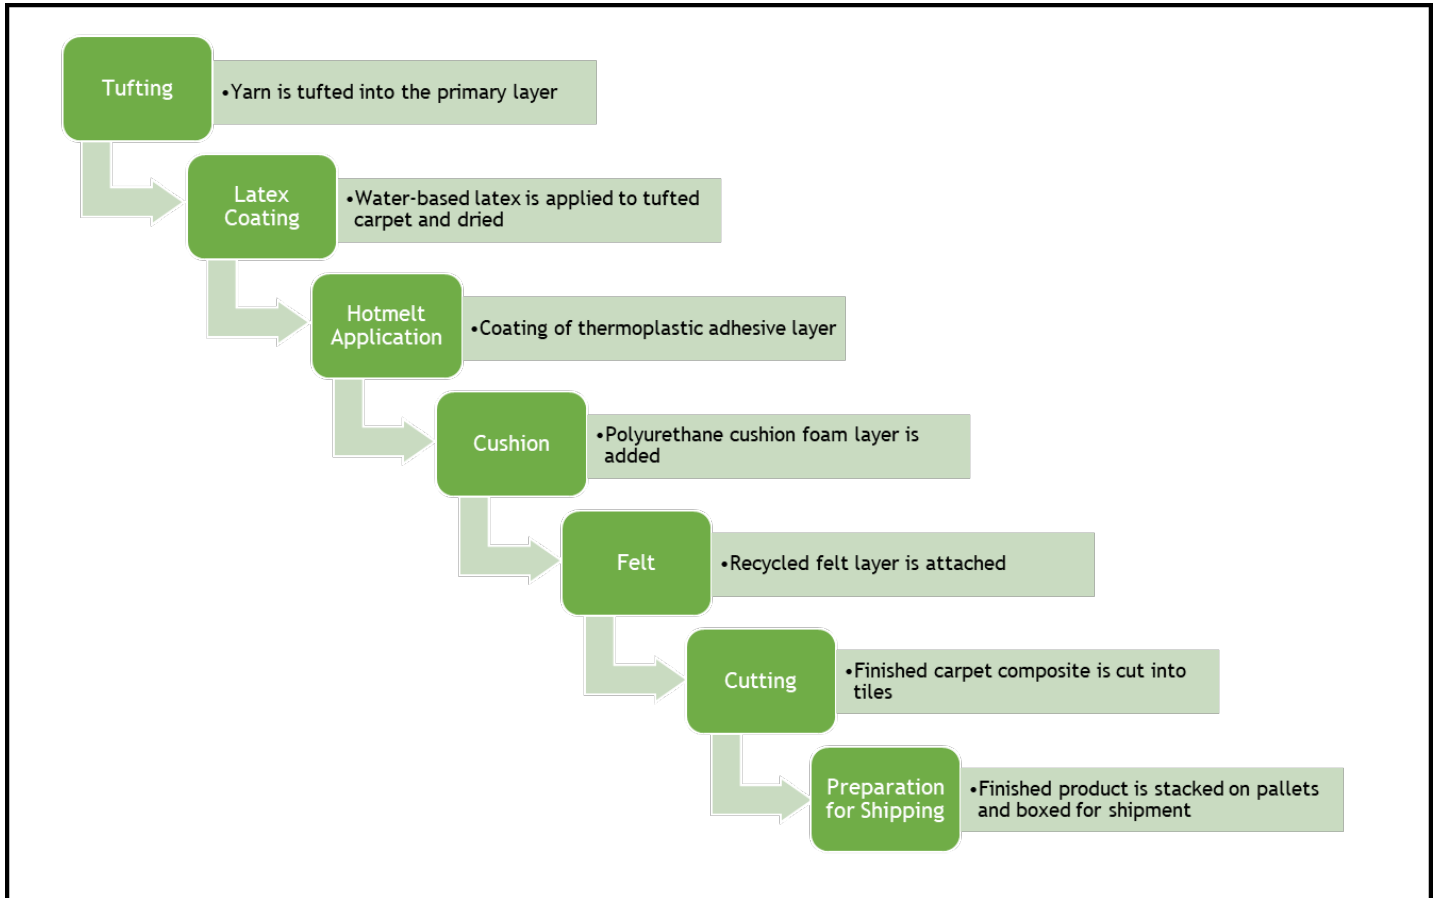 Tufting
•Yarn is tufted into the primary layer
Latex
Coating
•Water-based latex is applied to tufted
carpet and dried
Hotmelt
Application
•Coating of thermoplastic adhesive layer
Cushion
•Polyurethane cushion foam layer is
added
Felt
•Recycled felt layer is attached
Cutting
•Finished carpet composite is cut into
tiles
Preparation
for Shipping
•Finished product is stacked on pallets
and boxed for shipment